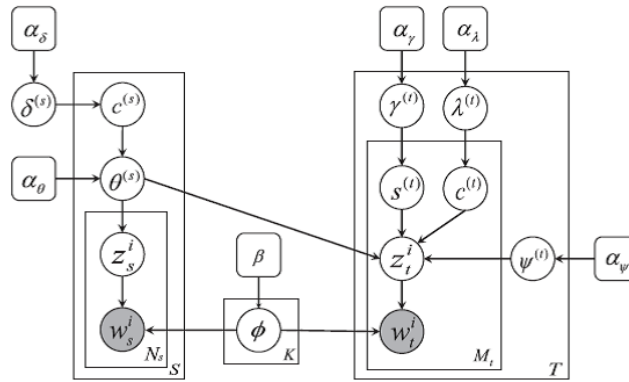 α_δ
α_γ
α_λ
δ^(s)
c^(s)
γ^(t)
λ^(t)
α_θ
θ^(s)
s^(t)
c^(t)
z_s^i
β
z_t^i
ψ^(t)
α_ψ
w_s^i
ϕ
w_t^i
N_s
S
K
M_t
T